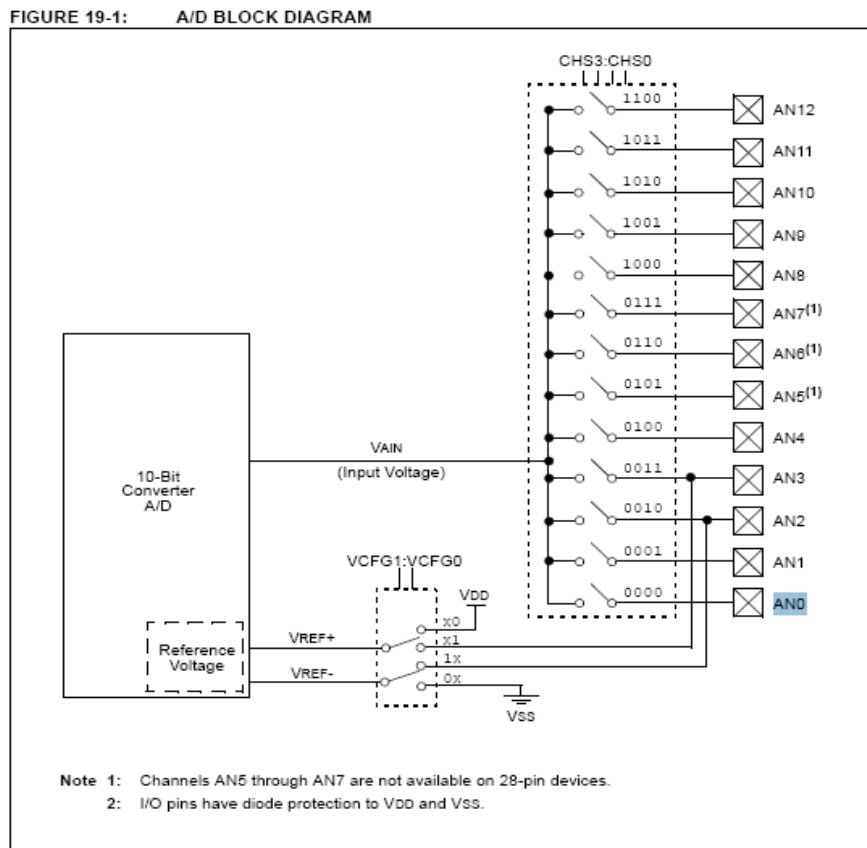 FIGURE 19-1: A/D BLOCK DIAGRAM
CHS3:CHS0
1100 AN12
1011 AN11
1010 AN10
1001 AN9
1000 AN8
0111 AN7(1)
0110 AN6(1)
0101 AN5(1)
0100 AN4
VAIN
(Input Voltage)
0011 AN3
10-Bit
Converter
A/D
0010 AN2
VCFG1:VCFG0
0001 AN1
VDD
0000 AN0
x0
Reference
Voltage
VREF+
x1
1x
VREF-
0x
VSS
Note 1: Channels AN5 through AN7 are not available on 28-pin devices.
2: I/O pins have diode protection to VDD and VSS.